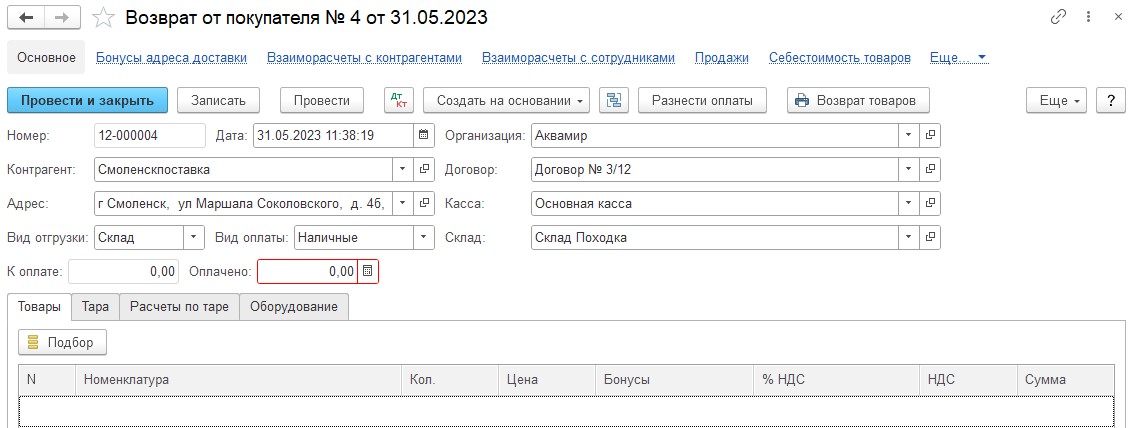 Возврат от покупателя № 4 от 31.05.2023
Основное Бонусы адреса доставки Взаиморасчеты с контрагентами Взаиморасчеты с сотрудниками Продажи Себестоимость товаров Еще...
Провести и закрыть Записать Провести Дт Кт Создать на основании Разнести оплаты Возврат товаров Еще ?
Номер: 12-000004 Дата: 31.05.2023 11:38:19 Организация: Аквамир
Контрагент: Смоленскпоставка Договор: Договор № 3/12
Адрес: г Смоленск, ул Маршала Соколовского, д. 4б, Касса: Основная касса
Вид отгрузки: Склад Вид оплаты: Наличные Склад: Склад Походка
К оплате: 0,00 Оплачено: 0,00
Товары Тара Расчеты по таре Оборудование
Подбор
N Номенклатура Кол. Цена Бонусы % НДС НДС Сумма